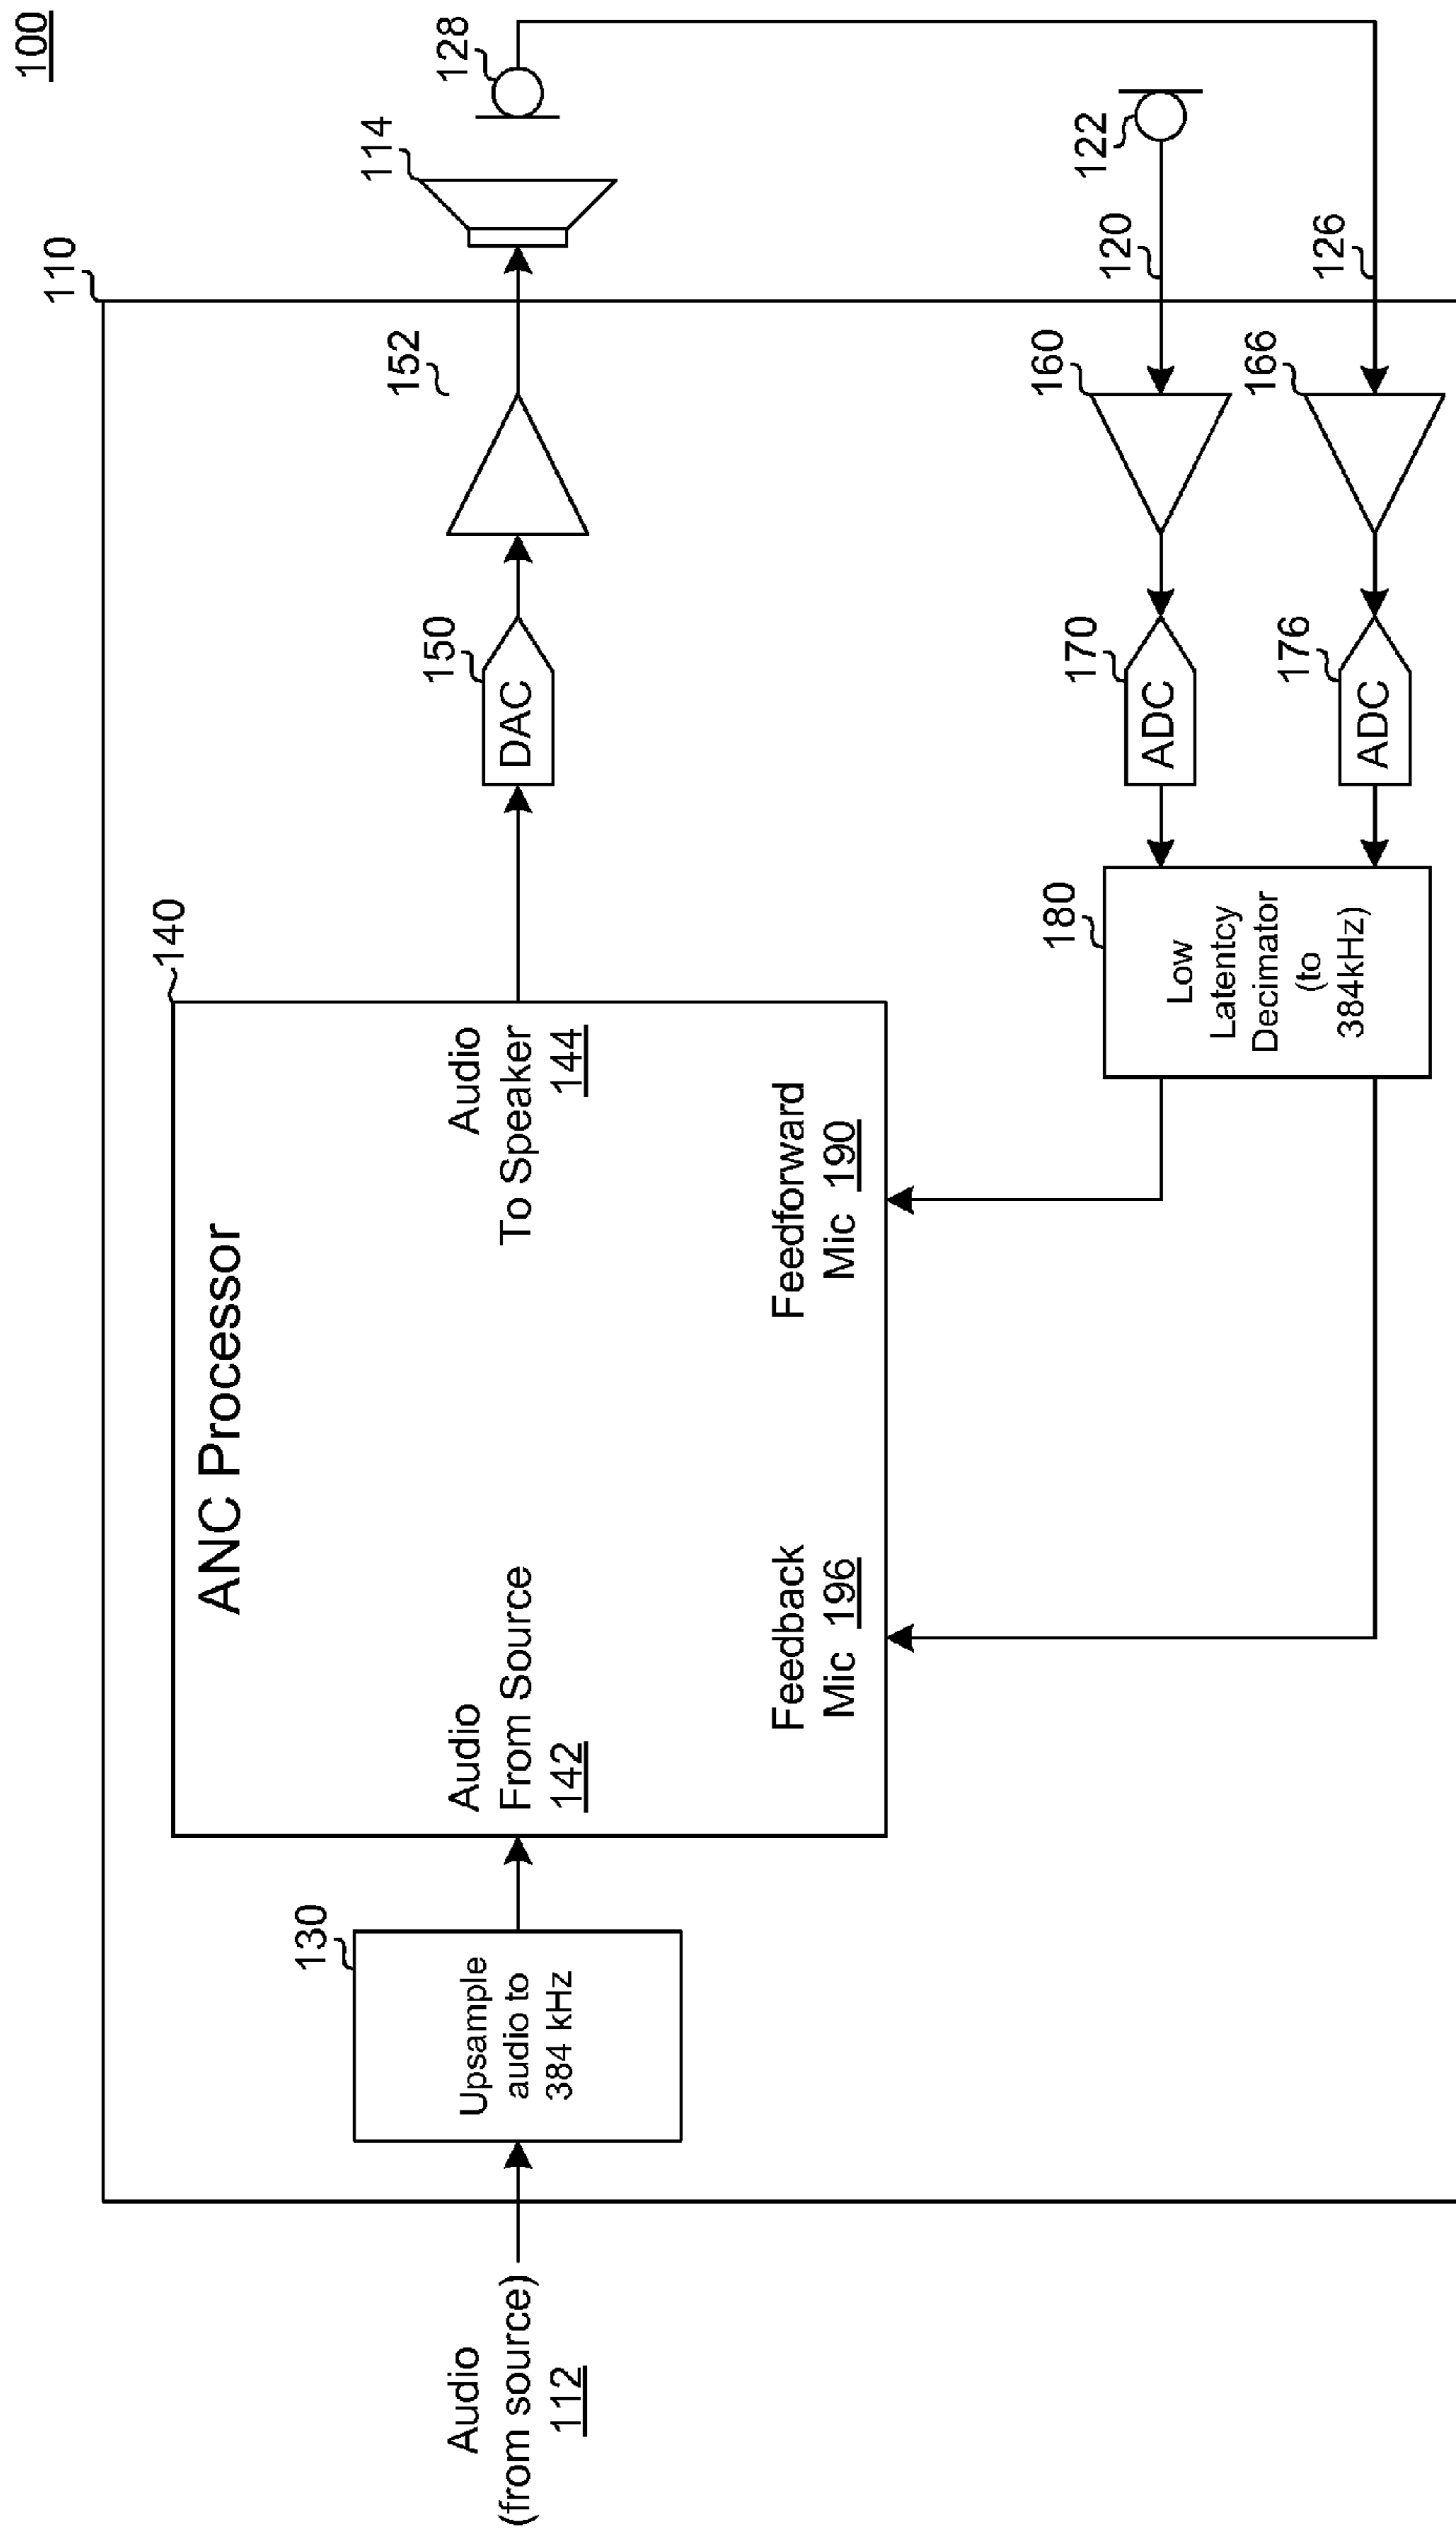 100
110
140
ANC Processor
130
Upsample
audio to
384 kHz
Audio
(from source)
112
Audio
From Source
142
Audio
To Speaker
144
150
DAC
152
114
128
Feedback
Mic 196
Feedforward
Mic 190
180
Low
Latentcy
Decimator
(to
384kHz)
170
ADC
160
120
122
176
ADC
166
126